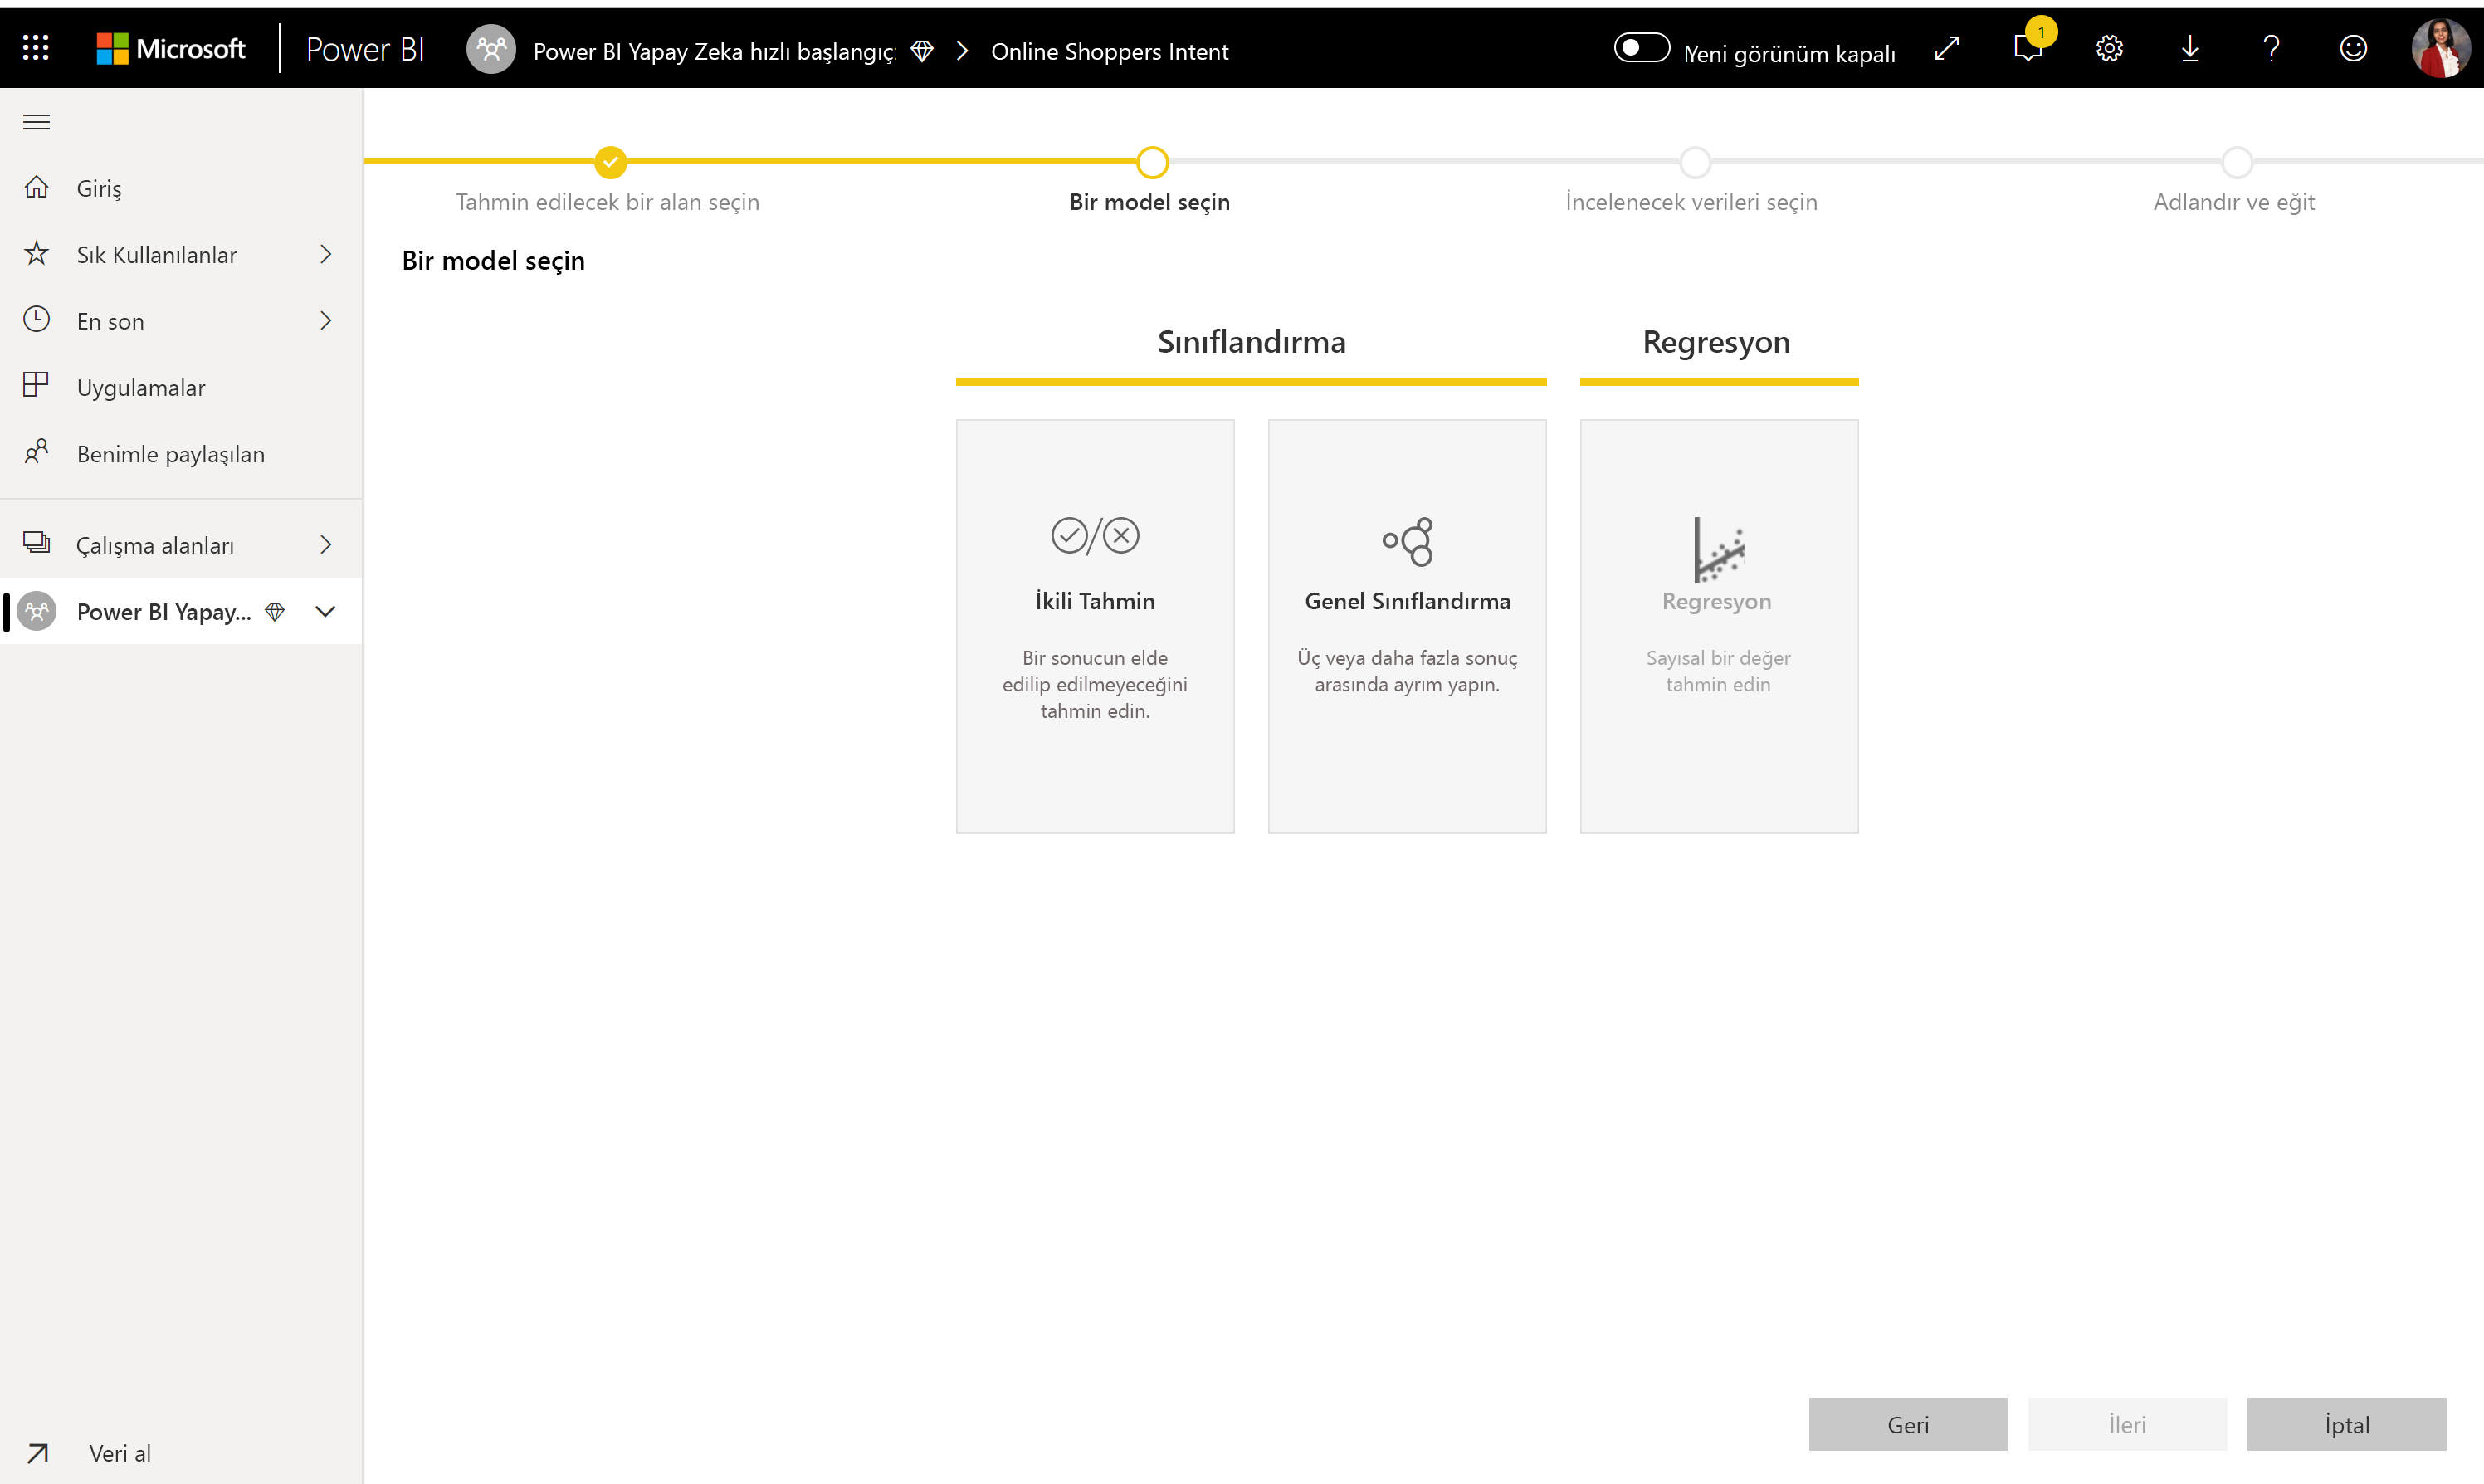 Microsoft
Power BI
Power BI Yapay Zeka hızlı başlangıç
Online Shoppers Intent
Yeni görünüm kapalı
1
Giriş
Sık Kullanılanlar
En son
Uygulamalar
Benimle paylaşılan
Çalışma alanları
Power BI Yapay...
Veri al
Tahmin edilecek bir alan seçin
Bir model seçin
İncelenecek verileri seçin
Adlandır ve eğit
Bir model seçin
Sınıflandırma
Regresyon
İkili Tahmin
Bir sonucun elde
edilip edilmeyeceğini
tahmin edin.
Genel Sınıflandırma
Üç veya daha fazla sonuç
arasında ayrım yapın.
Regresyon
Sayısal bir değer
tahmin edin
Geri
İleri
İptal